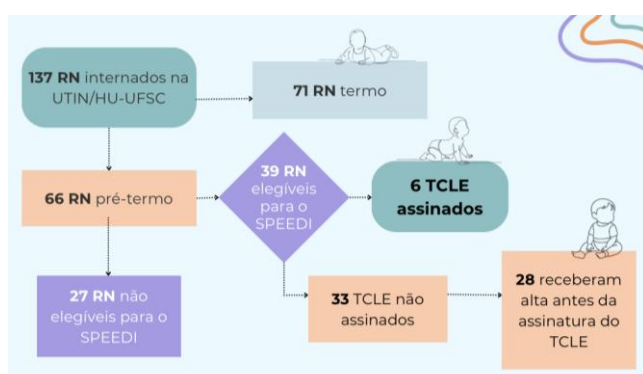 137 RN internados na
UTIN/HU-UFSC
71 RN termo
66 RN pré-termo
39 RN
elegíveis
para o
SPEEDI
6 TCLE
assinados
27 RN não
elegíveis para o
SPEEDI
33 TCLE não
assinados
28 receberam
alta antes da
assinatura do
TCLE